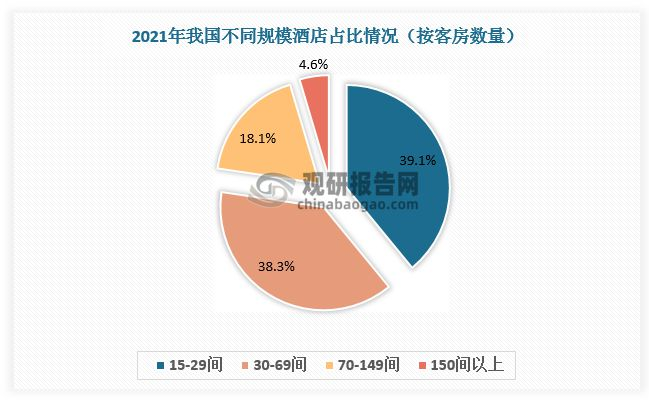 2021年我国不同规模酒店占比情况（按客房数量）
4.6%
18.1%
39.1%
观研报告网
chinabaogao.com
38.3%
15-29间 30-69间 70-149间 150间以上